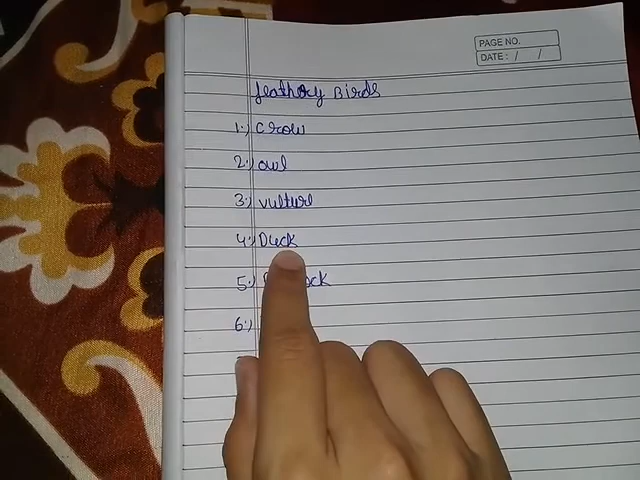 PAGE NO.
DATE: / /
feathery Birds
1.) crow
2.) owl
3.) vulture
4.) Duck
5.)
6.)